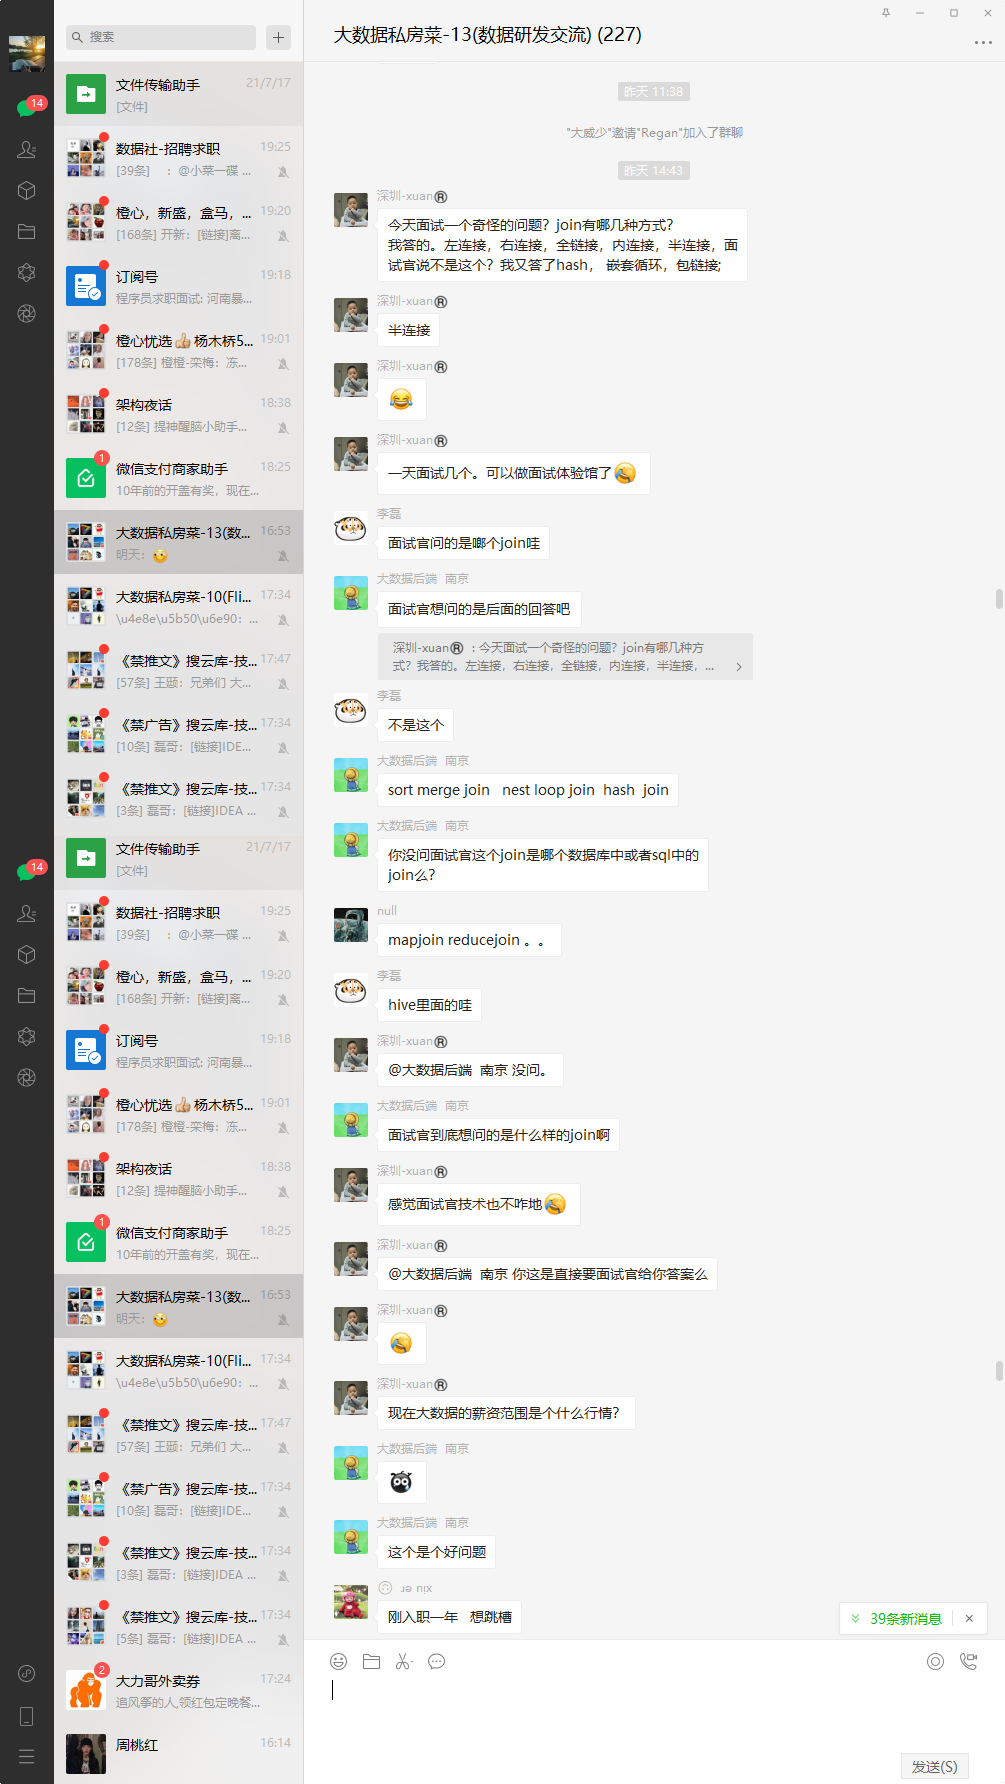 搜索
文件传输助手
21/7/17
[文件]
数据社-招聘求职
19:25
[39条] : @小菜一碟 ...
橙心，新盛，盒马，...
19:20
[168条] 开新: [链接]离...
订阅号
19:18
程序员求职面试: 河南暴...
橙心忧选👍杨木桥5...
19:01
[178条] 橙橙-栾梅：冻...
架构夜话
18:38
[12条] 提神醒脑小助手...
1
微信支付商家助手
18:25
10年前的开盖有奖，现在...
大数据私房菜-13(数...
16:53
明天：
大数据私房菜-10(Fli...
17:34
\u4e8e\u5b50\u6e90：...
《禁推文》搜云库-技...
17:47
[57条] 王颋：兄弟们 大...
《禁广告》搜云库-技...
17:34
[10条] 磊哥：[链接]IDE...
《禁推文》搜云库-技...
17:34
[3条] 磊哥：[链接]IDEA ...
14
文件传输助手
21/7/17
[文件]
14
数据社-招聘求职
19:25
[39条] : @小菜一碟 ...
橙心，新盛，盒马，...
19:20
[168条] 开新: [链接]离...
订阅号
19:18
程序员求职面试: 河南暴...
橙心忧选👍杨木桥5...
19:01
[178条] 橙橙-栾梅：冻...
架构夜话
18:38
[12条] 提神醒脑小助手...
1
微信支付商家助手
18:25
10年前的开盖有奖，现在...
大数据私房菜-13(数...
16:53
明天：
大数据私房菜-10(Fli...
17:34
\u4e8e\u5b50\u6e90：...
《禁推文》搜云库-技...
17:47
[57条] 王颋：兄弟们 大...
《禁广告》搜云库-技...
17:34
[10条] 磊哥：[链接]IDE...
《禁推文》搜云库-技...
17:34
[3条] 磊哥：[链接]IDEA ...
《禁推文》搜云库-技...
17:34
[5条] 磊哥：[链接]IDEA ...
2
大力哥外卖券
17:24
追风筝的人,领红包定晚餐...
周桃红
16:14
大数据私房菜-13(数据研发交流) (227)
昨天 11:38
"大威少"邀请"Regan"加入了群聊
昨天 14:43
深圳-xuan®
今天面试一个奇怪的问题？join有哪几种方式？
我答的。左连接，右连接，全链接，内连接，半连接，面
试官说不是这个？我又答了hash， 嵌套循环，包链接;
深圳-xuan®
半连接
深圳-xuan®
深圳-xuan®
一天面试几个。可以做面试体验馆了
李磊
面试官问的是啷个join哇
大数据后端 南京
面试官想问的是后面的回答吧
深圳-xuan® : 今天面试一个奇怪的问题？join有哪几种方
式？我答的。左连接，右连接，全链接，内连接，半连接，...
李磊
不是这个
大数据后端 南京
sort merge join nest loop join hash join
大数据后端 南京
你没问面试官这个join是哪个数据库中或者sql中的
join么?
null
mapjoin reducejoin 。。
李磊
hive里面的哇
深圳-xuan®
@大数据后端 南京 没问。
大数据后端 南京
面试官到底想问的是什么样的join啊
深圳-xuan®
感觉面试官技术也不咋地
深圳-xuan®
@大数据后端 南京 你这是直接要面试官给你答案么
深圳-xuan®
深圳-xuan®
现在大数据的薪资范围是个什么行情？
大数据后端 南京
大数据后端 南京
这个是个好问题
刚入职一年 想跳槽
39条新消息
发送(S)